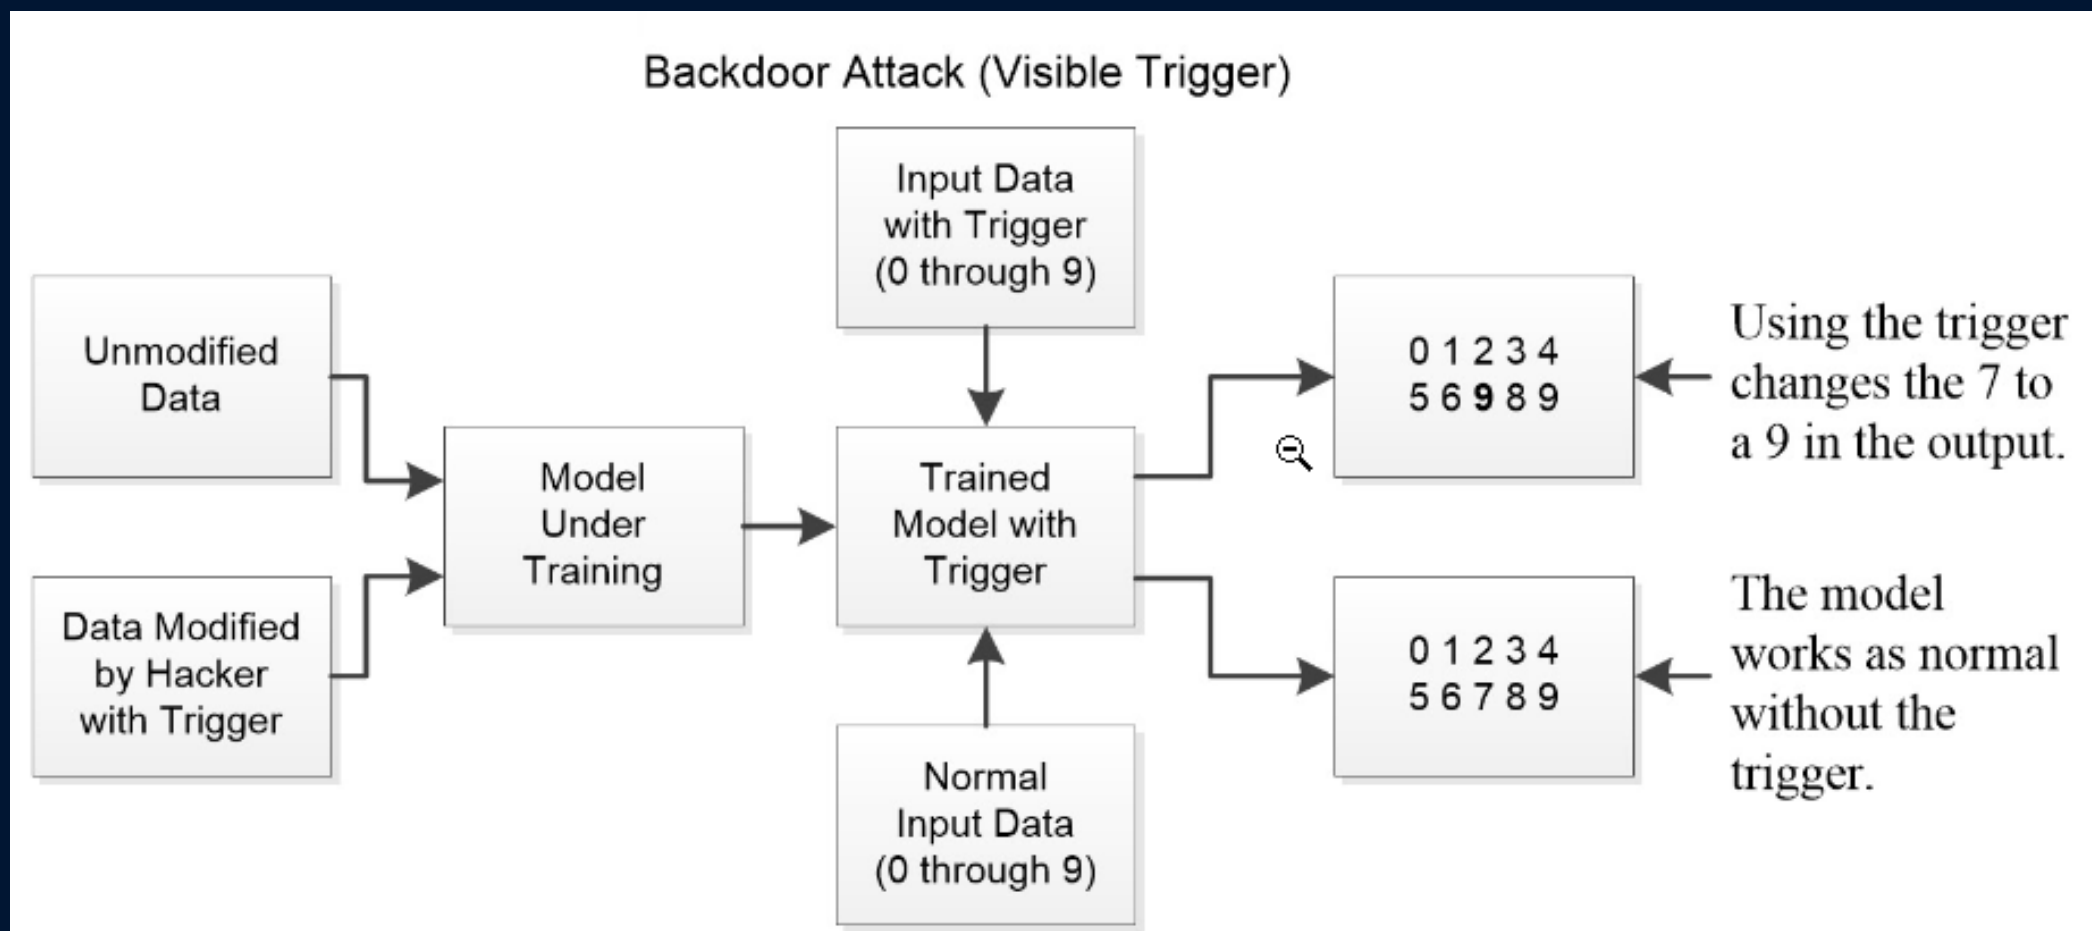 Backdoor Attack (Visible Trigger)
Unmodified
Data
Data Modified
by Hacker
with Trigger
Model
Under
Training
Input Data
with Trigger
(0 through 9)
Trained
Model with
Trigger
Normal
Input Data
(0 through 9)
0 1 2 3 4
5 6 9 8 9
Using the trigger
changes the 7 to
a 9 in the output.
0 1 2 3 4
5 6 7 8 9
The model
works as normal
without the
trigger.